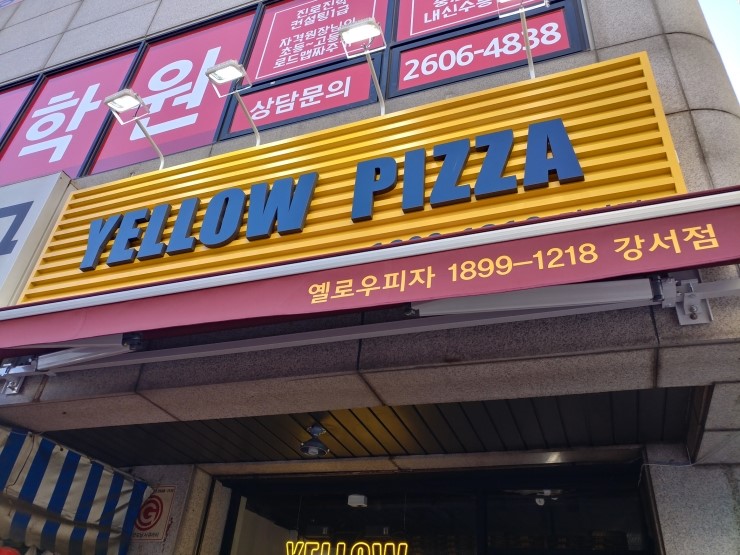 학원
진로진학
컨설팅1급
자격원장님의
초등~고등
로드맵짜주
상담문의
내신수능
2606-4838
YELLOW PIZZA
옐로우피자 1899-1218 강서점
YELLOW